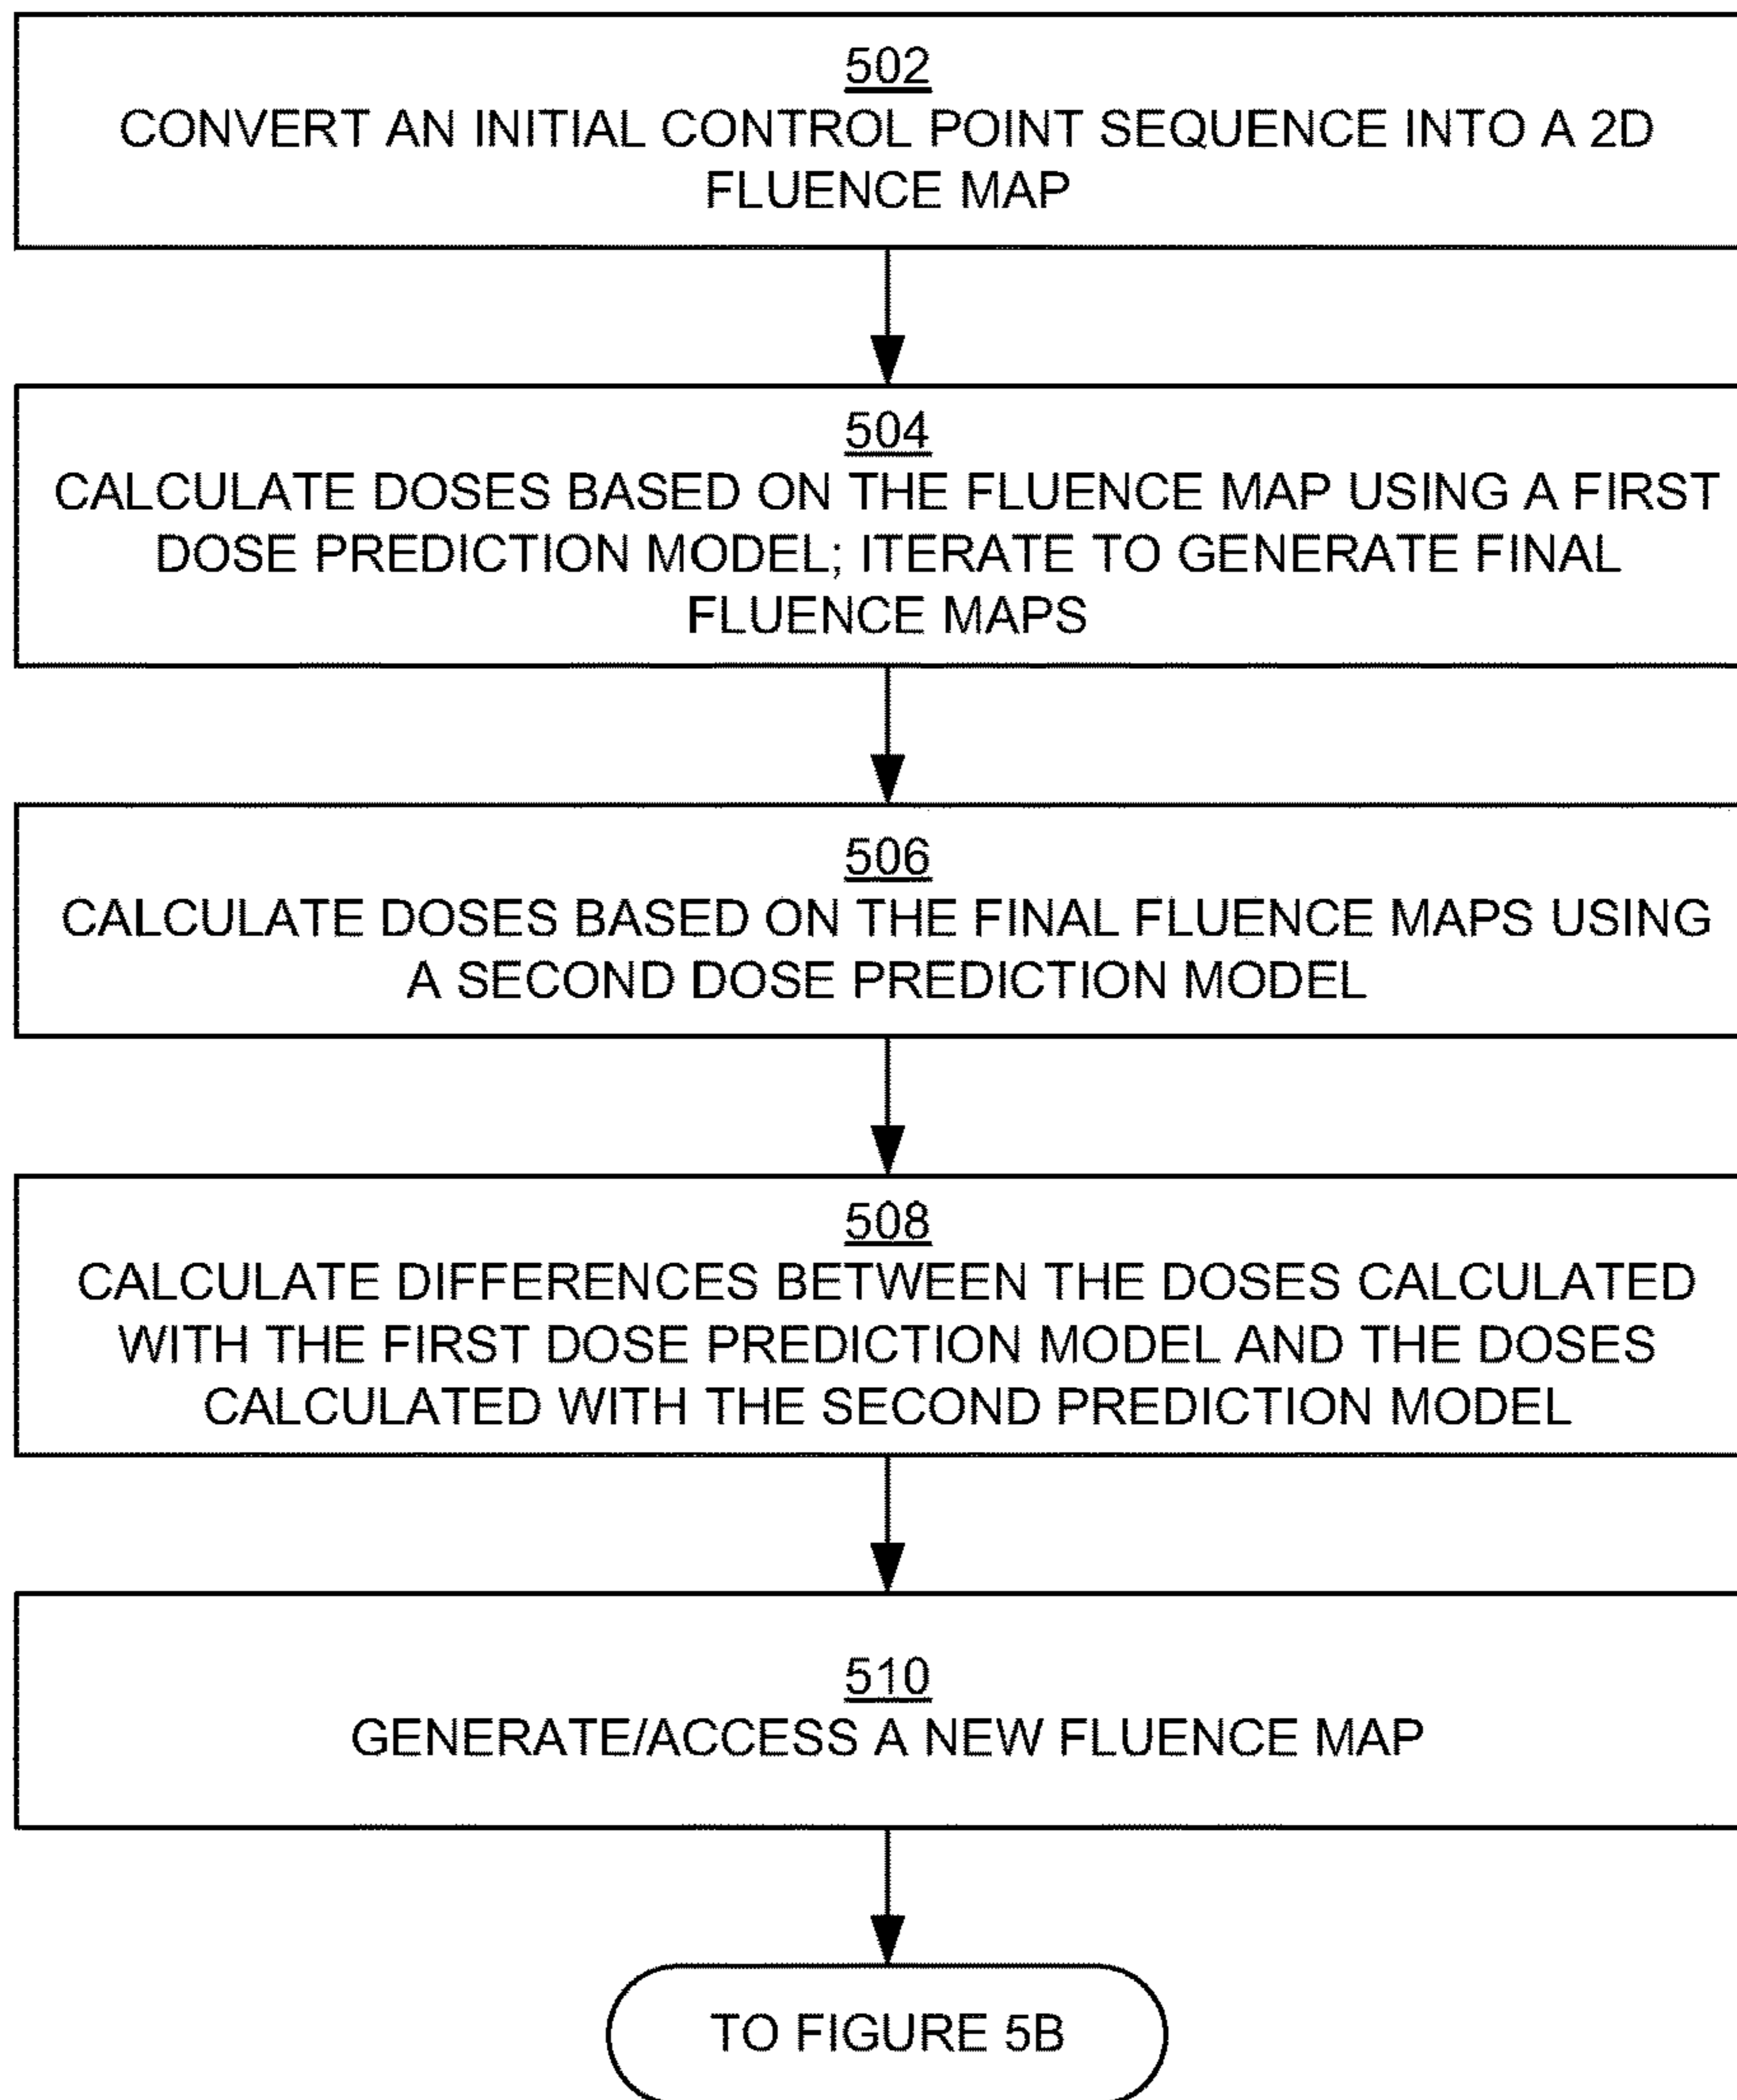 502
CONVERT AN INITIAL CONTROL POINT SEQUENCE INTO A 2D
FLUENCE MAP
504
CALCULATE DOSES BASED ON THE FLUENCE MAP USING A FIRST
DOSE PREDICTION MODEL; ITERATE TO GENERATE FINAL
FLUENCE MAPS
506
CALCULATE DOSES BASED ON THE FINAL FLUENCE MAPS USING
A SECOND DOSE PREDICTION MODEL
508
CALCULATE DIFFERENCES BETWEEN THE DOSES CALCULATED
WITH THE FIRST DOSE PREDICTION MODEL AND THE DOSES
CALCULATED WITH THE SECOND PREDICTION MODEL
510
GENERATE/ACCESS A NEW FLUENCE MAP
TO FIGURE 5B